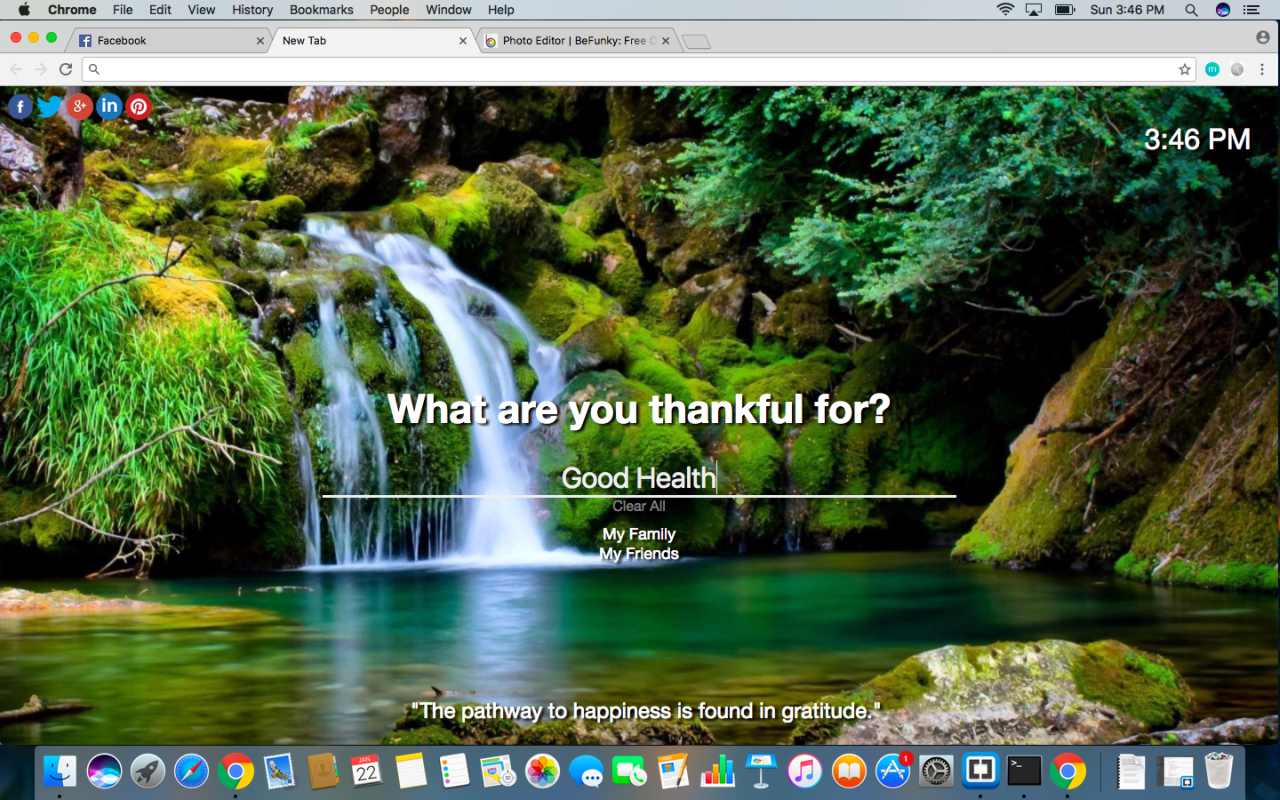 Chrome File Edit View History Bookmarks People Window Help Sun 3:46 PM
Facebook New Tab Photo Editor | BeFunky: Free
m
f g+ in
3:46 PM
What are you thankful for?
Good Health
Clear All
My Family
My Friends
"The pathway to happiness is found in gratitude."
JAN
22
1
>_